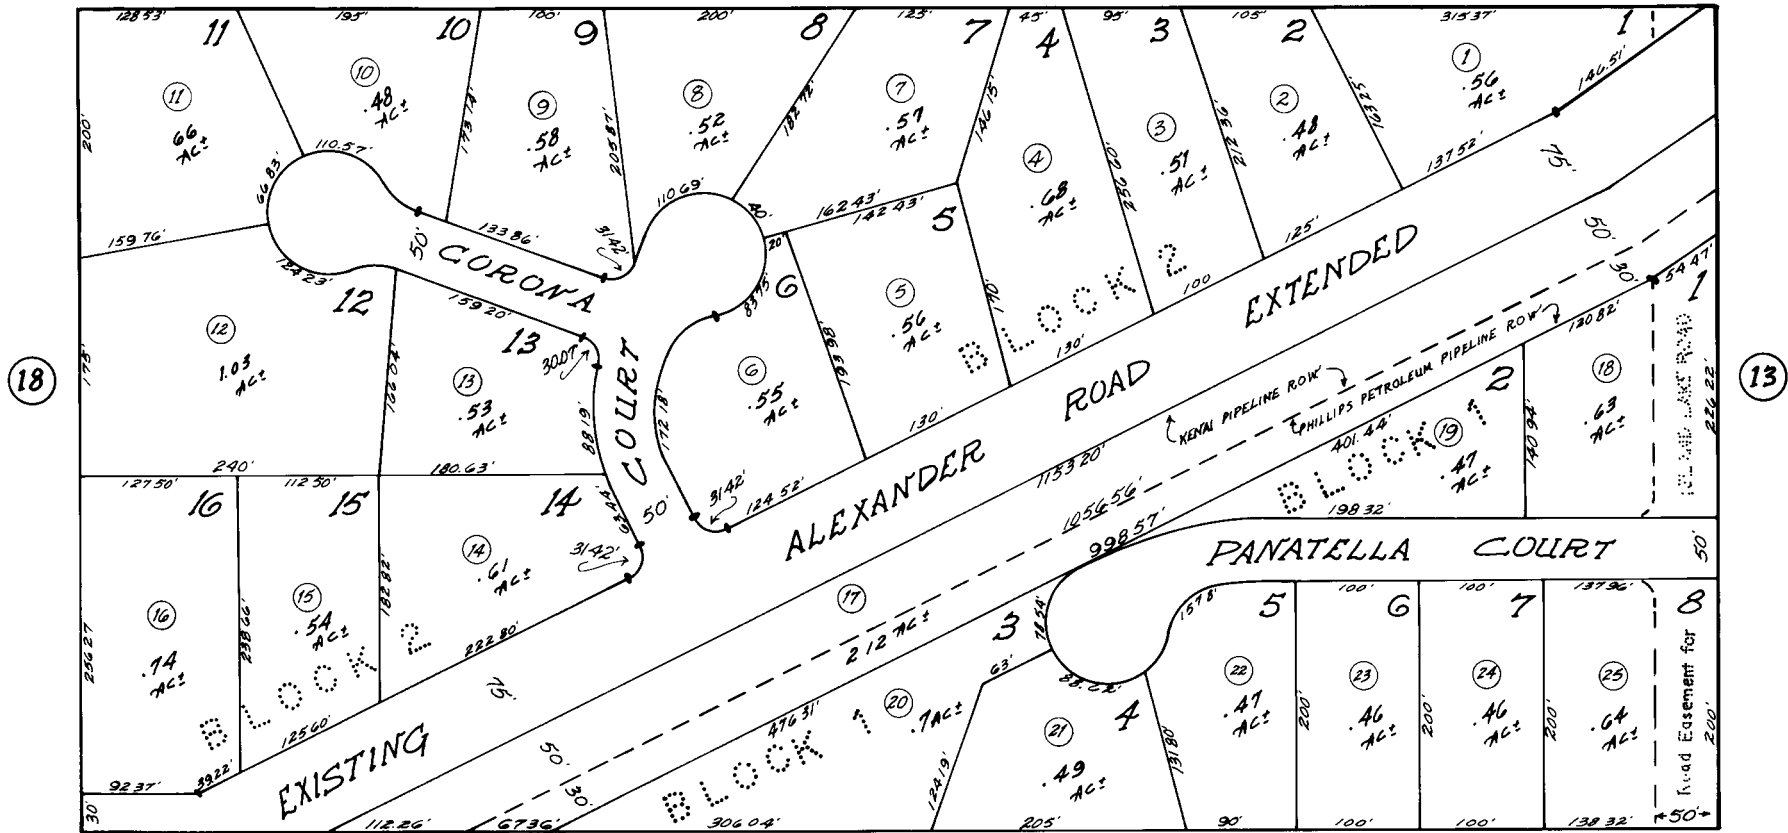 128 53' 195' 100' 200' 125' 45' 95' 105' 315 37'
11 10 9 8 7 4 3 2 1
11 66 AC±
10 .48 AC±
9 .58 AC±
8 .52 AC±
7 .57 AC±
4 .68 AC±
3 .51 AC±
2 .48 AC±
1 .56 AC±
200' 66 83' 110.57' 173 14' 205 87' 182 72' 146 15' 235 60' 212 36' 163 25' 146.51'
159 76' 124 23' 50' 133 86' 31 42' 110 69' 40' 20' 162 43' 142 43' 125' 137 52' 75'
CORONA
COURT
12 13 6 5
12 1.03 AC±
13 .53 AC±
6 .55 AC±
5 .56 AC±
BLOCK 2
175' 166 04' 159 20' 30.07' 88 19' 172 18' 83 75' 193 98' 170' 130' 130' 100
240' 180.63'
18
13
EXISTING ALEXANDER ROAD EXTENDED
50'
30'
54 47'
1
KENAI PIPELINE ROW
PHILLIPS PETROLEUM PIPELINE ROW
120 82'
2
18 .63 AC±
19 .47 AC±
BLOCK 1
401.44' 140 94' 198 32' 226 22'
1153 20'
1056 56'
998 57'
127 50' 112 50'
16 15 14
16 .74 AC±
15 .54 AC±
14 .61 AC±
BLOCK 2
256 27 238 66' 182 82' 63 44' 50' 31 42' 31 42' 124 52'
222 80' 125 60' 39 22' 92 37' 30'
PANATELLA COURT
50'
17 2 12 AC±
75'
50'
30'
476 31'
BLOCK 1
3 4 5 6 7 8
20 .7 AC±
21 .49 AC±
22 .47 AC±
23 .46 AC±
24 .46 AC±
25 .64 AC±
78 54' 63' 157 8' 124 19' 138 10' 200' 200' 200' 200'
100' 100' 137 96'
Road Easement for
112.26' 67 36' 306 04' 205' 90' 100' 100' 138 32' 50'